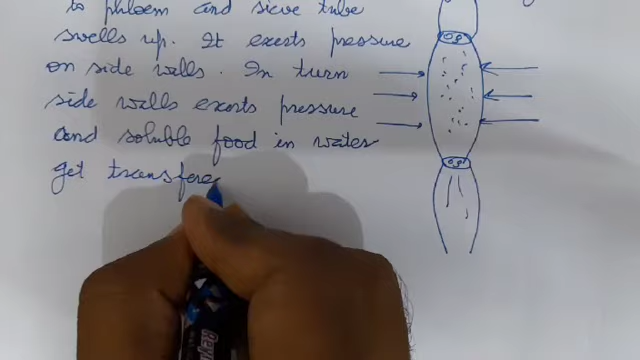 to phloem and sieve tube
swells up. It exerts pressure
on side walls. In turn
side walls exerts pressure
and soluble food in water
get transfere